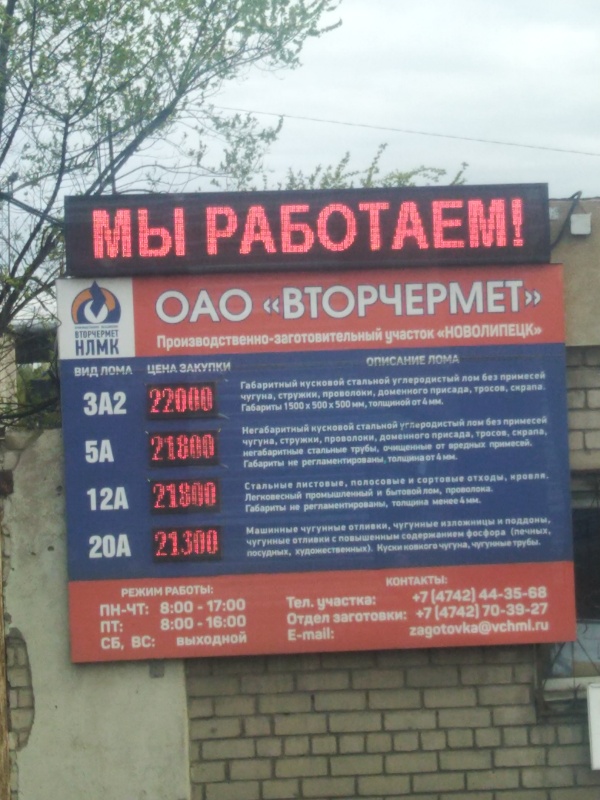 МЫ РАБОТАЕМ!
ОАО «ВТОРЧЕРМЕТ»
ВТОРЧЕРМЕТ
НЛМК
Производственно-заготовительный участок «НОВОЛИПЕЦК»
ВИД ЛОМА ЦЕНА ЗАКУПКИ ОПИСАНИЕ ЛОМА
3А2 22000
Габаритный кусковой стальной углеродистый лом без примесей
чугуна, стружки, проволоки, доменного присада, тросов, скрапа.
Габариты 1500 х 500 х 500 мм, толщиной от 4 мм.
5А 21800
Негабаритный кусковой стальной углеродистый лом без примесей
чугуна, стружки, проволоки, доменного присада, тросов, скрапа,
негабаритные стальные трубы, очищенные от вредных примесей.
Габариты не регламентированы, толщина от 4 мм.
12А 21800
Стальные листовые, полосовые и сортовые отходы, кровля.
Легковесный промышленный и бытовой лом, проволока.
Габариты не регламентированы, толщина менее 4 мм.
20А 21300
Машинные чугунные отливки, чугунные изложницы и поддоны,
чугунные отливки с повышенным содержанием фосфора (печных,
посудных, художественных). Куски ковкого чугуна, чугунные трубы.
РЕЖИМ РАБОТЫ:
ПН-ЧТ: 8:00 - 17:00
ПТ: 8:00 - 16:00
СБ, ВС: выходной
КОНТАКТЫ:
Тел. участка: +7 (4742) 44-35-68
Отдел заготовки: +7 (4742) 70-39-27
E-mail: zagotovka@vchml.ru